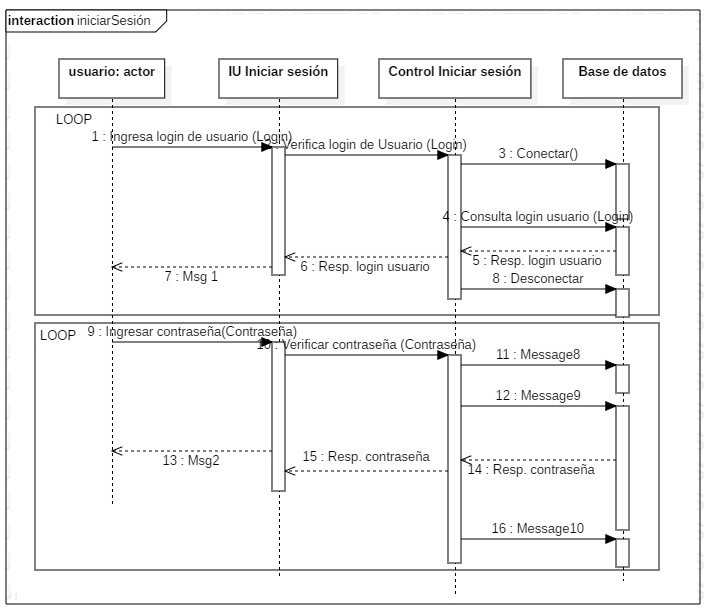 interaction iniciarSesión
usuario: actor
IU Iniciar sesión
Control Iniciar sesión
Base de datos
LOOP
1 : Ingresa login de usuario (Login)
Verifica login de Usuario (Login)
3 : Conectar()
4 : Consulta login usuario (Login)
5 : Resp. login usuario
6 : Resp. login usuario
7 : Msg 1
8 : Desconectar
LOOP
9 : Ingresar contraseña(Contraseña)
10 : Verificar contraseña (Contraseña)
11 : Message8
12 : Message9
13 : Msg2
15 : Resp. contraseña
14 : Resp. contraseña
16 : Message10